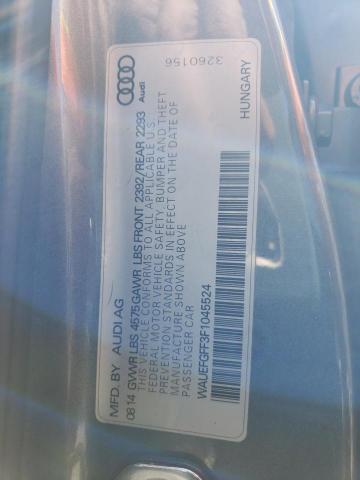 MFD. BY AUDI AG
08 14 GVWR LBS 4575 GAWR LBS FRONT 2392/REAR 2293
THIS VEHICLE CONFORMS TO ALL APPLICABLE U.S.
FEDERAL MOTOR VEHICLE SAFETY, BUMPER AND THEFT
PREVENTION STANDARDS IN EFFECT ON THE DATE OF
MANUFACTURE SHOWN ABOVE
PASSENGER CAR
WAUEFGFF3F1045524
HUNGARY
Audi
3260156